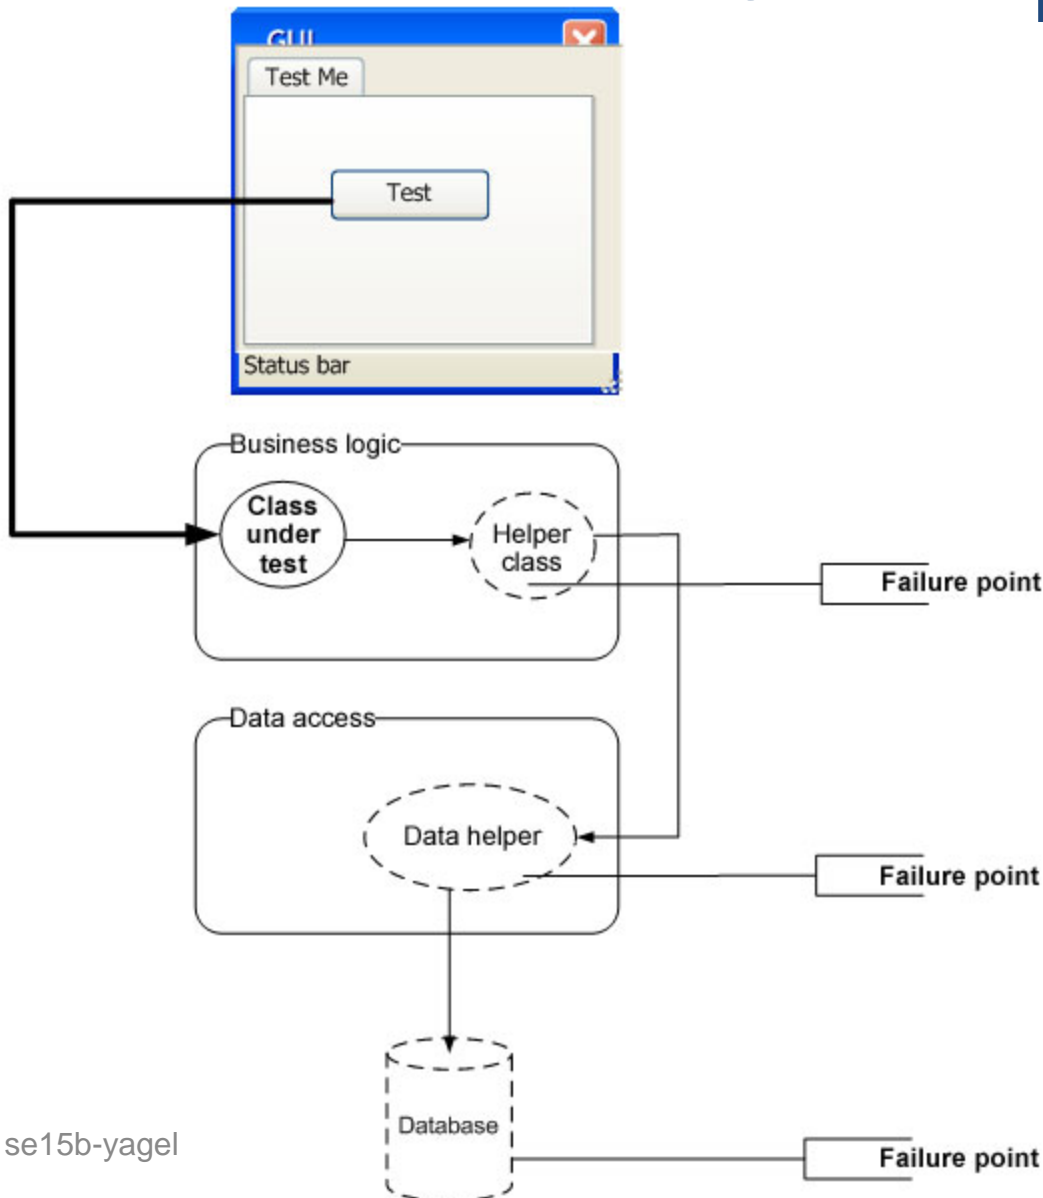 GUI
Test Me
Test
Status bar
Business logic
Class
under
test
Helper
class
Failure point
Data access
Data helper
Failure point
Database
se15b-yagel
Failure point